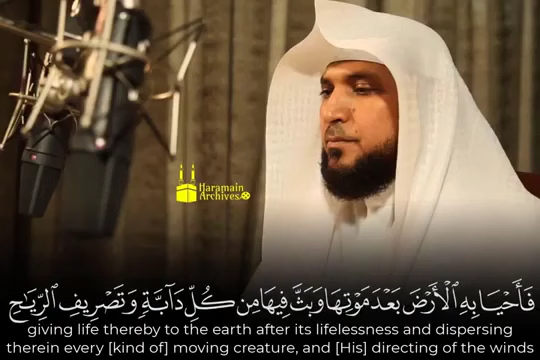 Haramain
Archives
فَأَحْيَا بِهِ ٱلْأَرْضَ بَعْدَ مَوْتِهَا وَبَثَّ فِيهَا مِن كُلِّ دَآبَّةٍ وَتَصْرِيفِ ٱلرِّيَٰحِ
giving life thereby to the earth after its lifelessness and dispersing
therein every [kind of] moving creature, and [His] directing of the winds